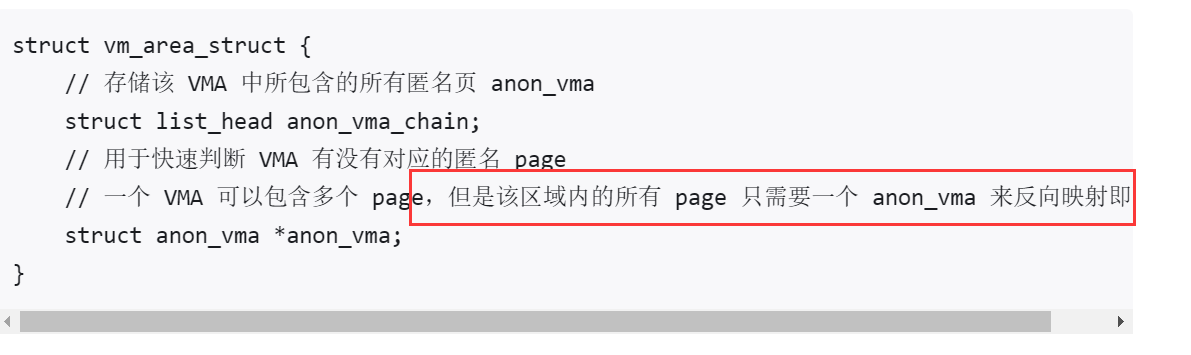 struct vm_area_struct {
// 存储该 VMA 中所包含的所有匿名页 anon_vma
struct list_head anon_vma_chain;
// 用于快速判断 VMA 有没有对应的匿名 page
// 一个 VMA 可以包含多个 page，但是该区域内的所有 page 只需要一个 anon_vma 来反向映射即
struct anon_vma *anon_vma;
}